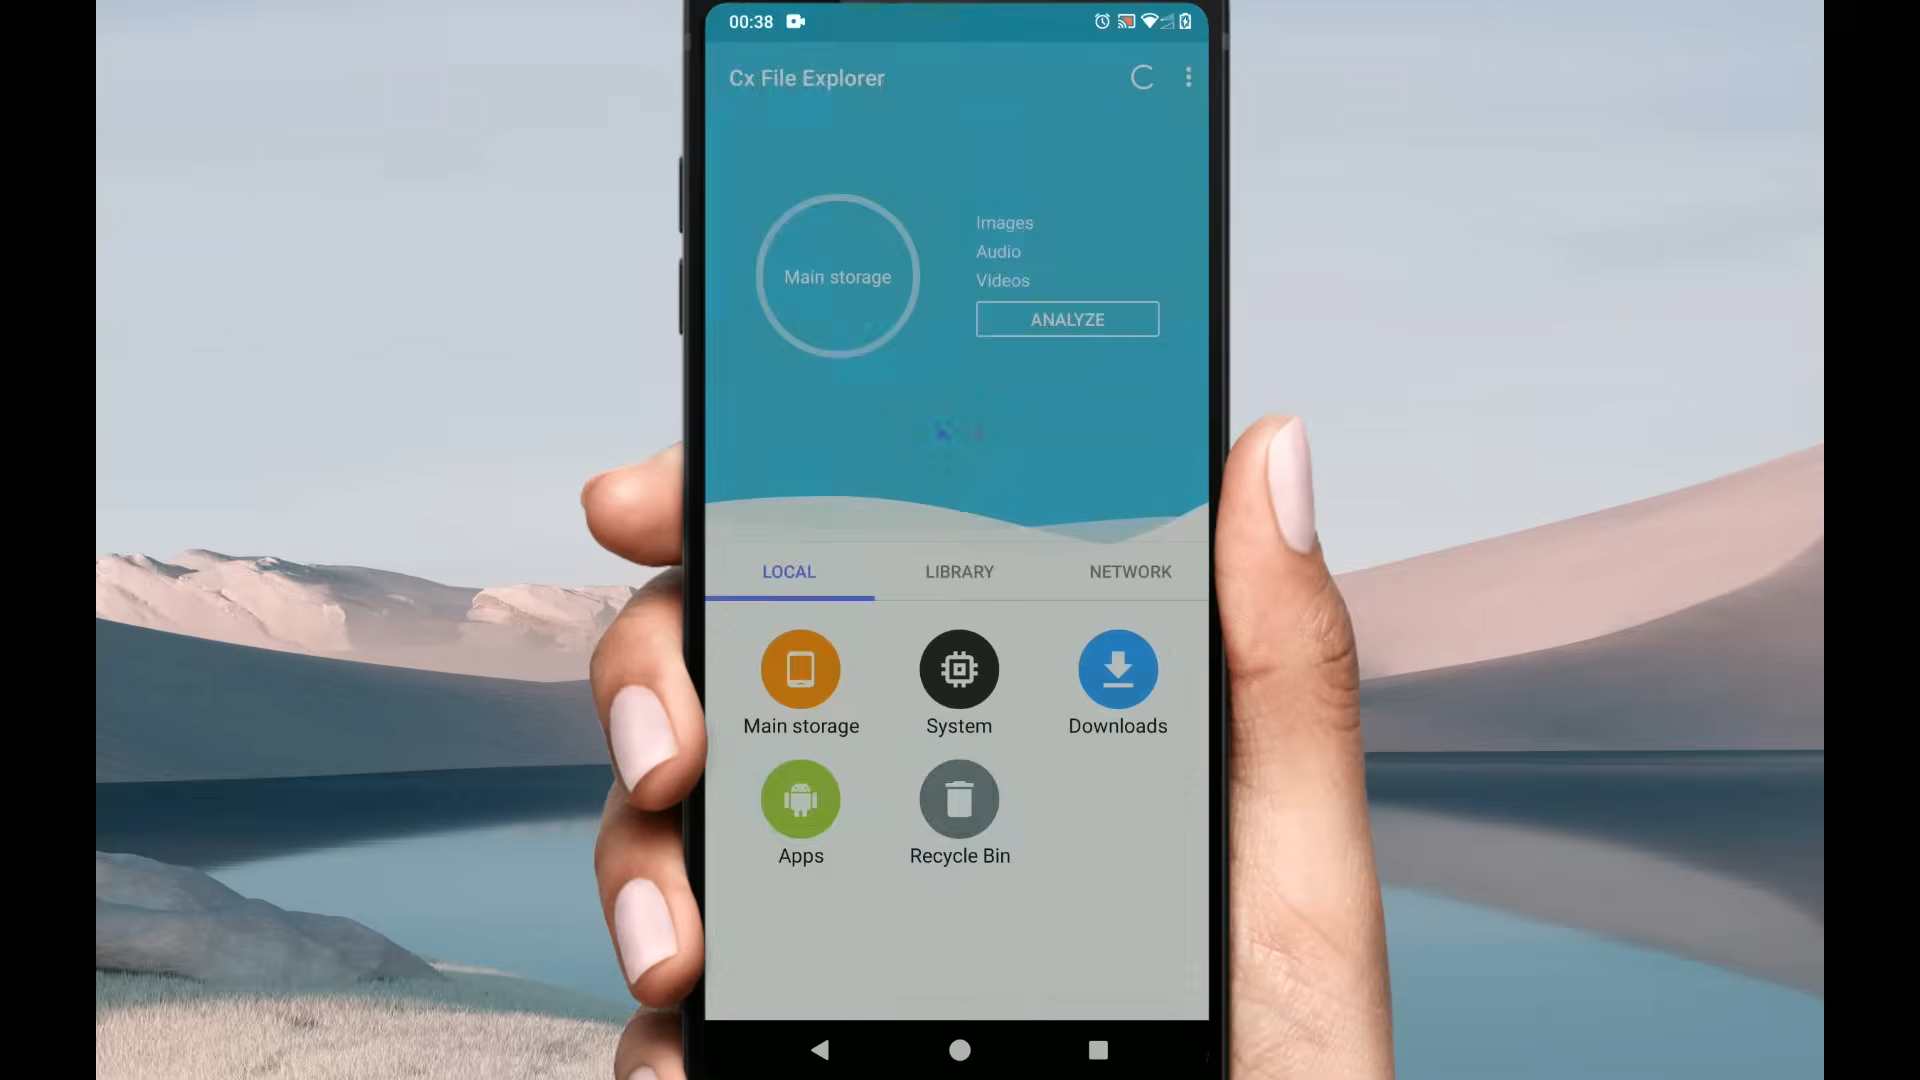 00:38
Cx File Explorer
Images
Audio
Main storage
Videos
ANALYZE
LOCAL LIBRARY NETWORK
Main storage System Downloads
Apps Recycle Bin